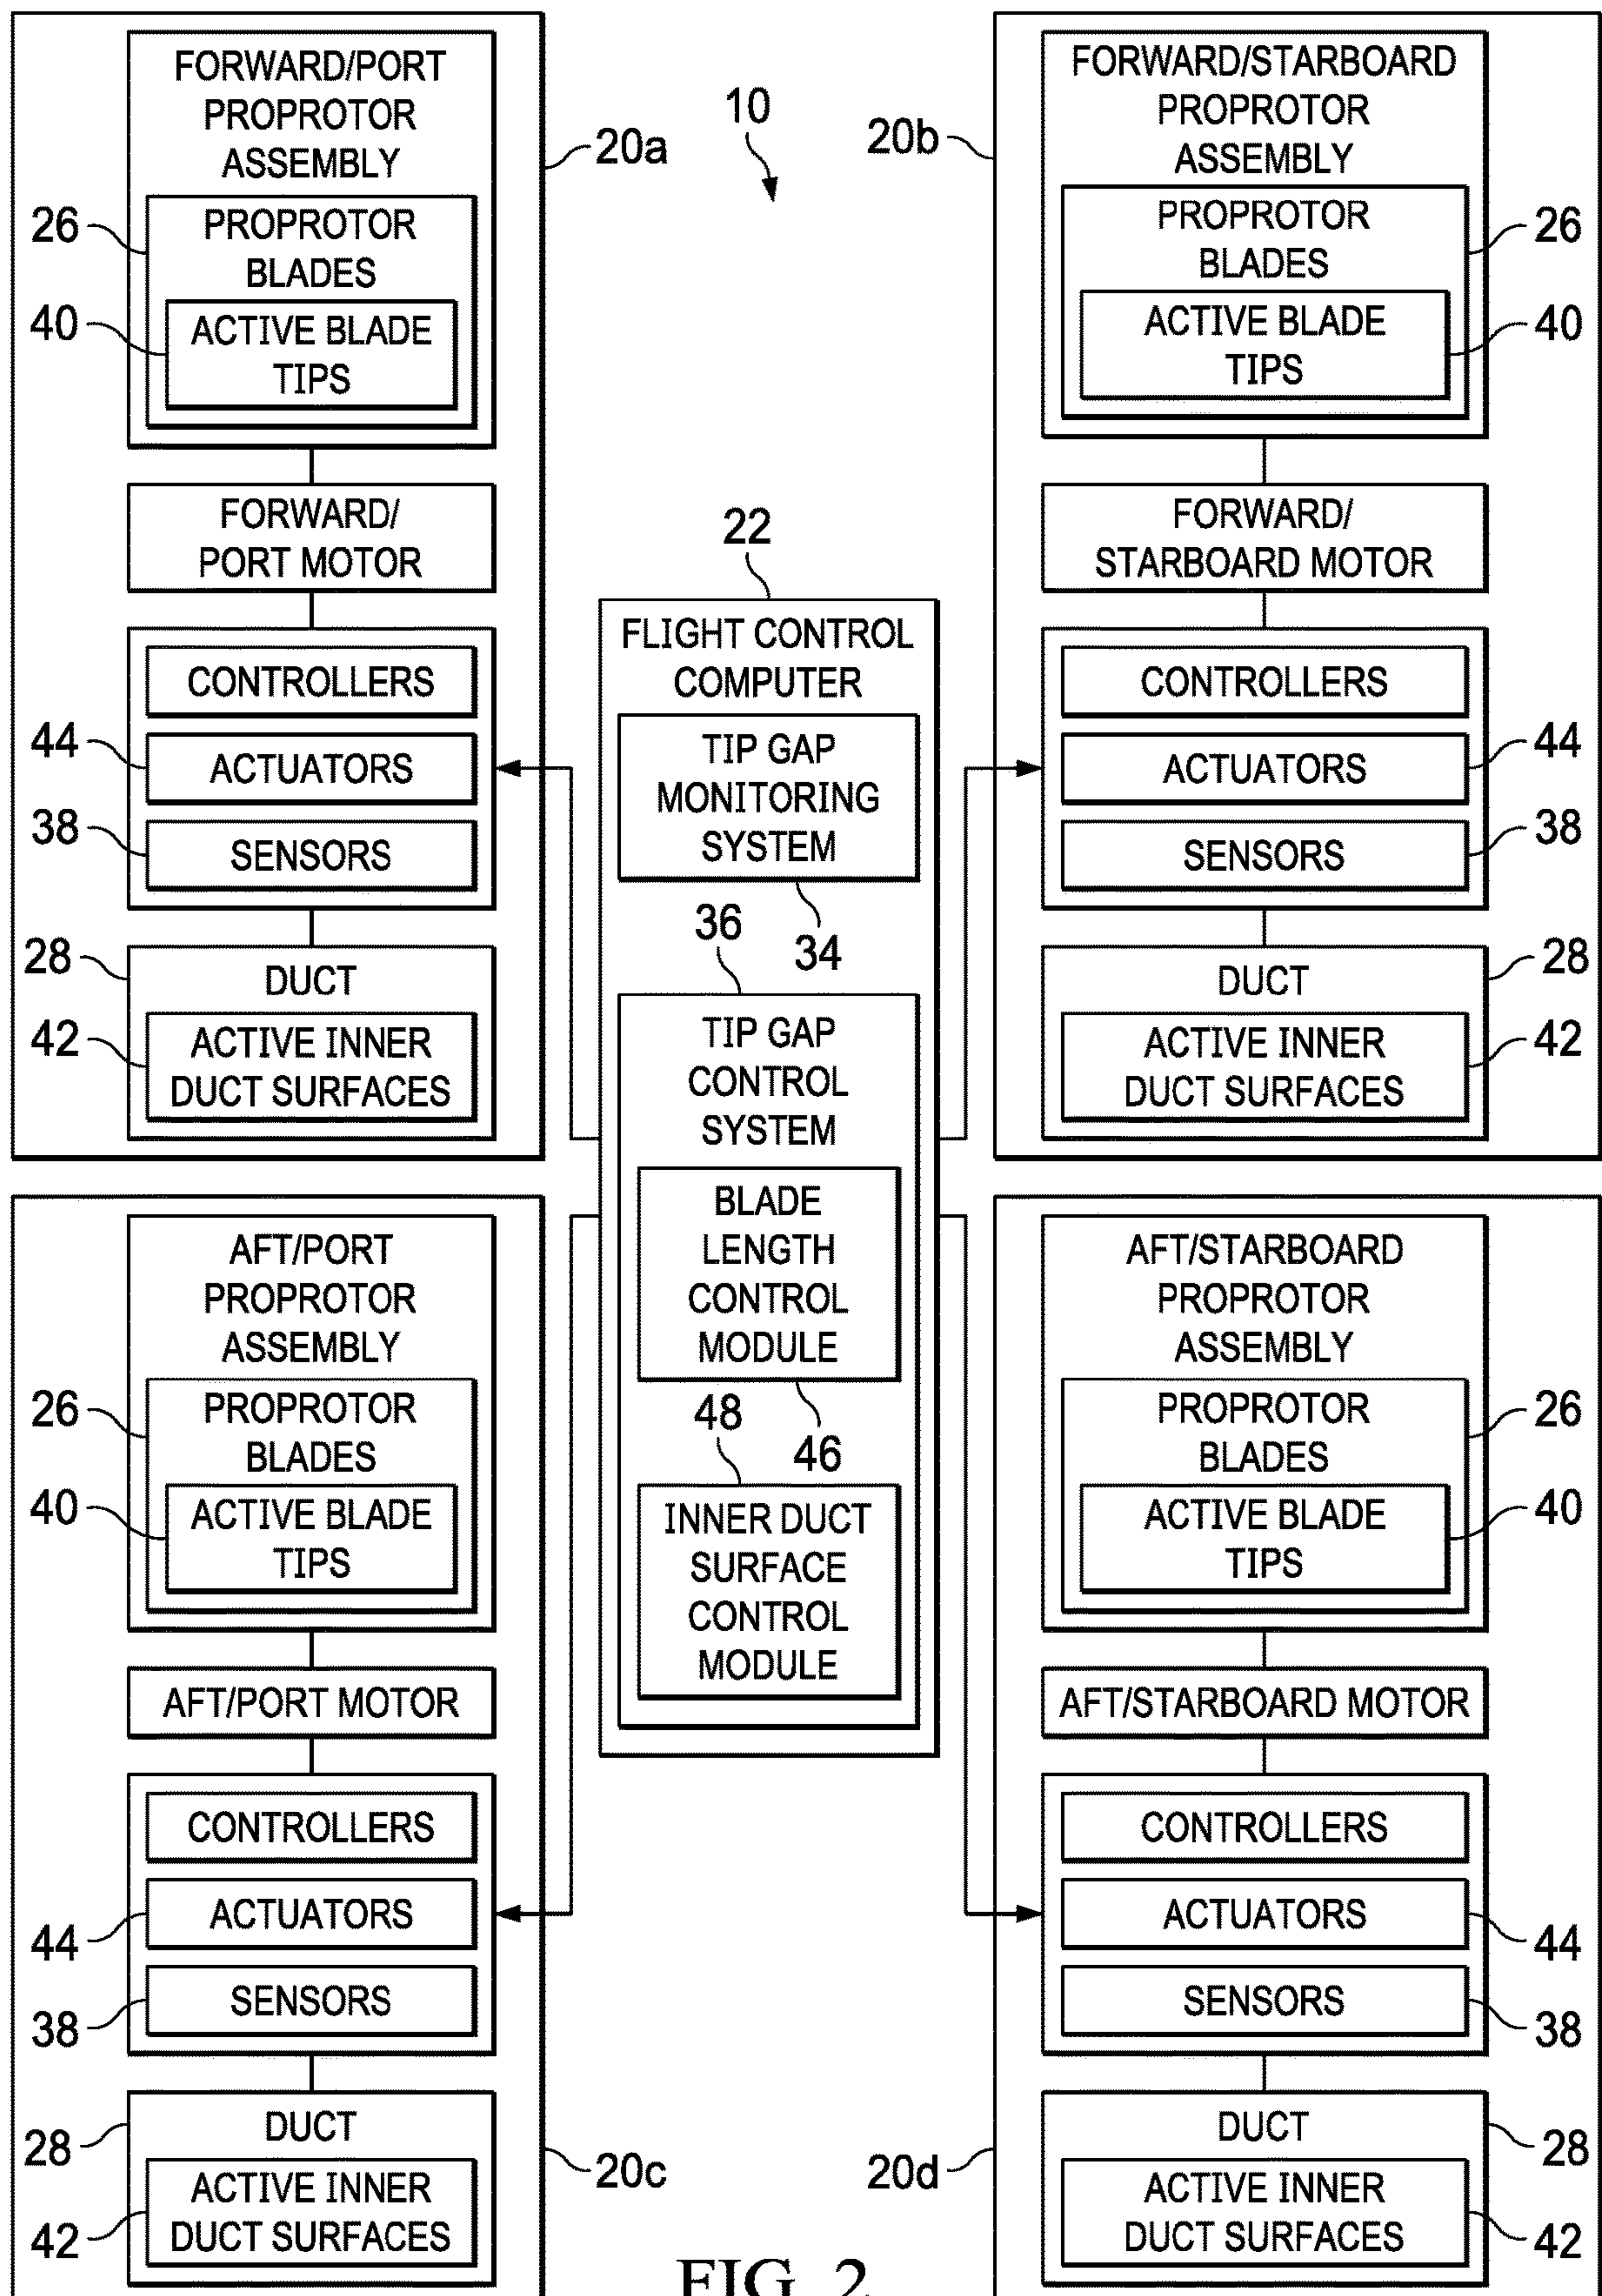 FORWARD/PORT
PROPROTOR
ASSEMBLY
20a
26
PROPROTOR
BLADES
40
ACTIVE BLADE
TIPS
FORWARD/
PORT MOTOR
CONTROLLERS
44
ACTUATORS
38
SENSORS
28
DUCT
42
ACTIVE INNER
DUCT SURFACES
10
20b
FORWARD/STARBOARD
PROPROTOR
ASSEMBLY
PROPROTOR
BLADES
26
ACTIVE BLADE
TIPS
40
FORWARD/
STARBOARD MOTOR
CONTROLLERS
ACTUATORS
44
SENSORS
38
DUCT
28
ACTIVE INNER
DUCT SURFACES
42
22
FLIGHT CONTROL
COMPUTER
TIP GAP
MONITORING
SYSTEM
34
36
TIP GAP
CONTROL
SYSTEM
BLADE
LENGTH
CONTROL
MODULE
46
48
INNER DUCT
SURFACE
CONTROL
MODULE
AFT/PORT
PROPROTOR
ASSEMBLY
26
PROPROTOR
BLADES
40
ACTIVE BLADE
TIPS
AFT/PORT MOTOR
CONTROLLERS
44
ACTUATORS
38
SENSORS
28
DUCT
20c
42
ACTIVE INNER
DUCT SURFACES
AFT/STARBOARD
PROPROTOR
ASSEMBLY
PROPROTOR
BLADES
26
ACTIVE BLADE
TIPS
40
AFT/STARBOARD MOTOR
CONTROLLERS
ACTUATORS
44
SENSORS
38
20d
DUCT
28
ACTIVE INNER
DUCT SURFACES
42
FIG. 2